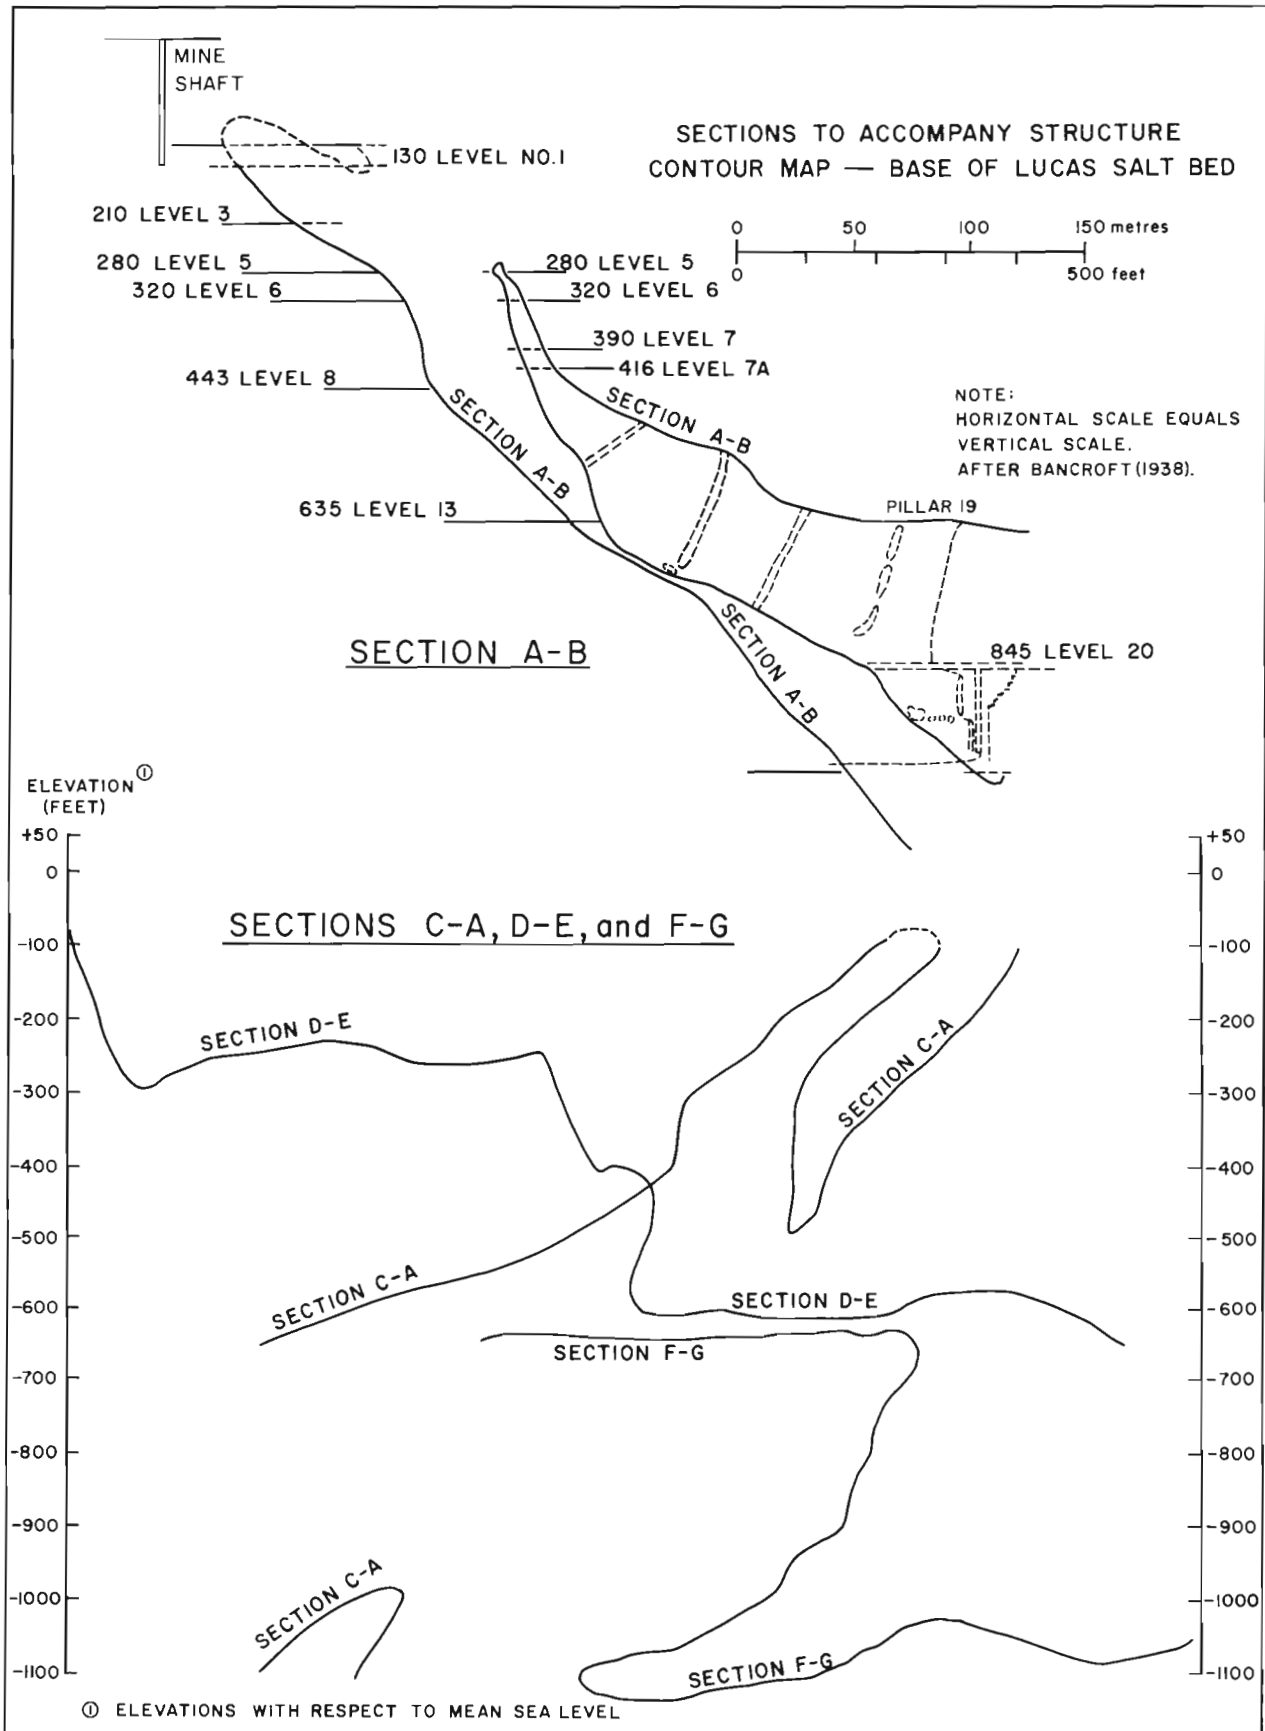 MINE
SHAFT
SECTIONS TO ACCOMPANY STRUCTURE
CONTOUR MAP — BASE OF LUCAS SALT BED
130 LEVEL NO.1
0 50 100 150 metres
0 500 feet
210 LEVEL 3
280 LEVEL 5
320 LEVEL 6
443 LEVEL 8
280 LEVEL 5
320 LEVEL 6
390 LEVEL 7
416 LEVEL 7A
NOTE:
HORIZONTAL SCALE EQUALS
VERTICAL SCALE.
AFTER BANCROFT (1938).
SECTION A-B
SECTION A-B
635 LEVEL 13
PILLAR 19
SECTION A-B
SECTION A-B
845 LEVEL 20
ELEVATION ①
(FEET)
+50
0
-100
-200
-300
-400
-500
-600
-700
-800
-900
-1000
-1100
+50
0
-100
-200
-300
-400
-500
-600
-700
-800
-900
-1000
-1100
SECTIONS C-A, D-E, and F-G
SECTION D-E
SECTION C-A
SECTION C-A
SECTION D-E
SECTION F-G
SECTION C-A
SECTION F-G
① ELEVATIONS WITH RESPECT TO MEAN SEA LEVEL